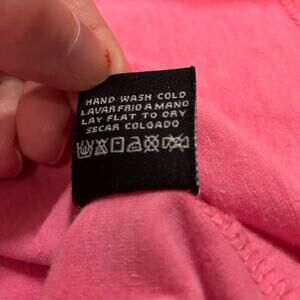 HAND WASH COLD
LAVAR FRIO A MANO
LAY FLAT TO DRY
SECAR COLGADO